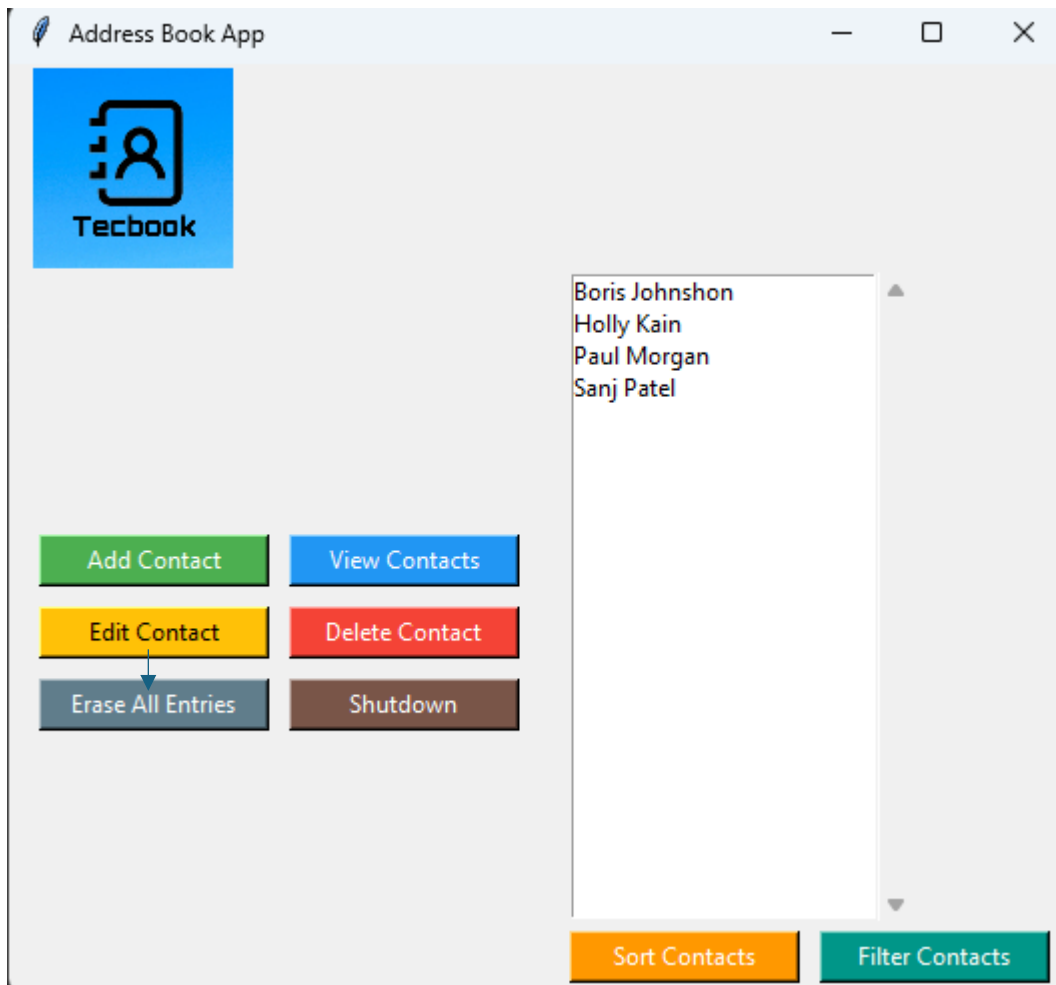 Address Book App
Tecbook
Boris Johnshon
Holly Kain
Paul Morgan
Sanj Patel
Add Contact
View Contacts
Edit Contact
Delete Contact
Erase All Entries
Shutdown
Sort Contacts
Filter Contacts